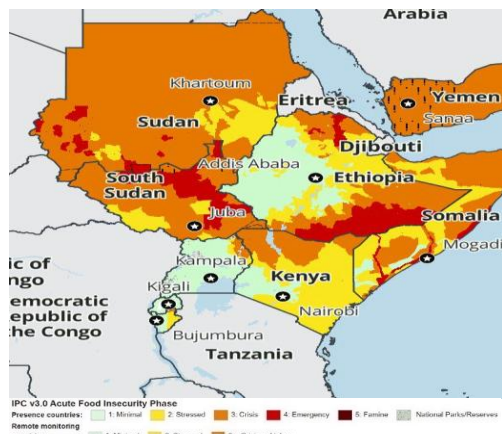 Arabia
Khartoum
Eritrea
Yemen
Sanaa
Sudan
Djibouti
Addis Ababa
Ethiopia
South
Sudan
Somalia
Juba
Mogadi
Kampala
Kenya
ic of
ngo
Kigali
Nairobi
emocratic
epublic of
the Congo
Bujumbura
Tanzania
IPC v3.0 Acute Food Insecurity Phase
Presence countries: 1: Minimal 2: Stressed 3: Crisis 4: Emergency 5: Famine National Parks/Reserves
Remote monitoring